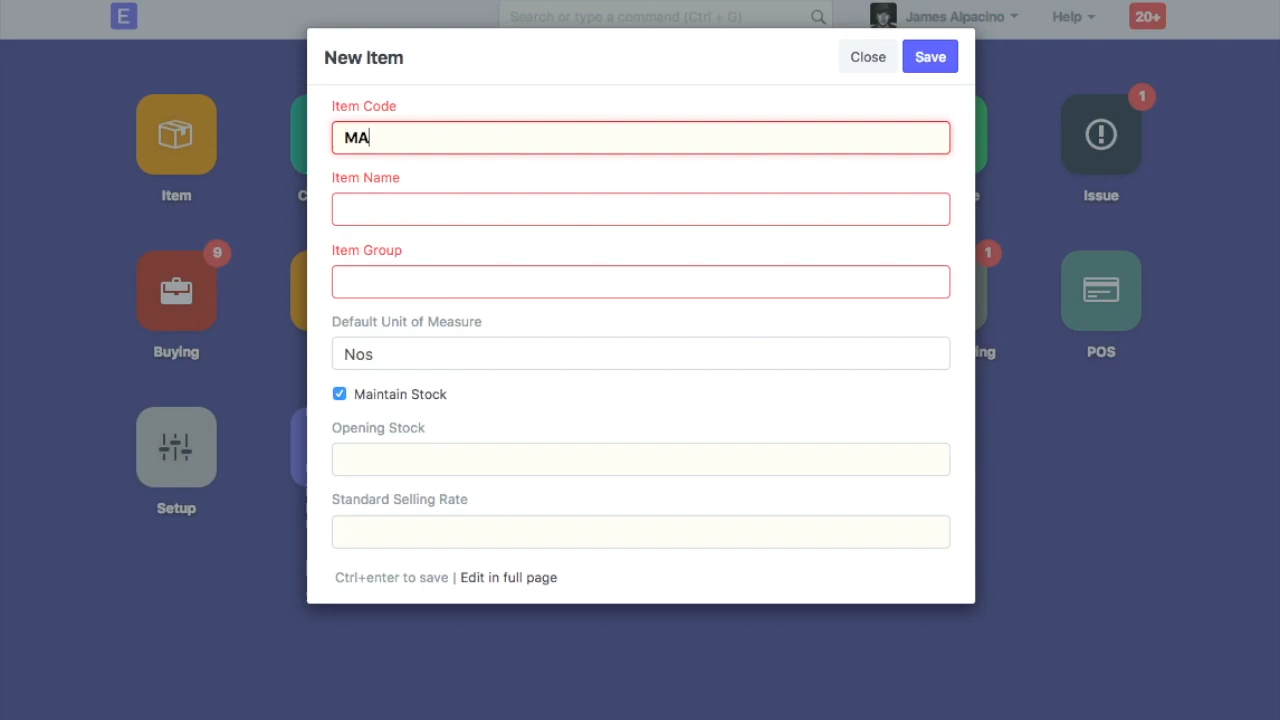 E
Search or type a command (Ctrl + G)
James Alpacino
Help
20+
New Item
Close
Save
Item Code
MA
Item Name
Item Group
Default Unit of Measure
Nos
Maintain Stock
Opening Stock
Standard Selling Rate
Ctrl+enter to save | Edit in full page
Item
C
e
1
Issue
9
Buying
1
ing
POS
Setup